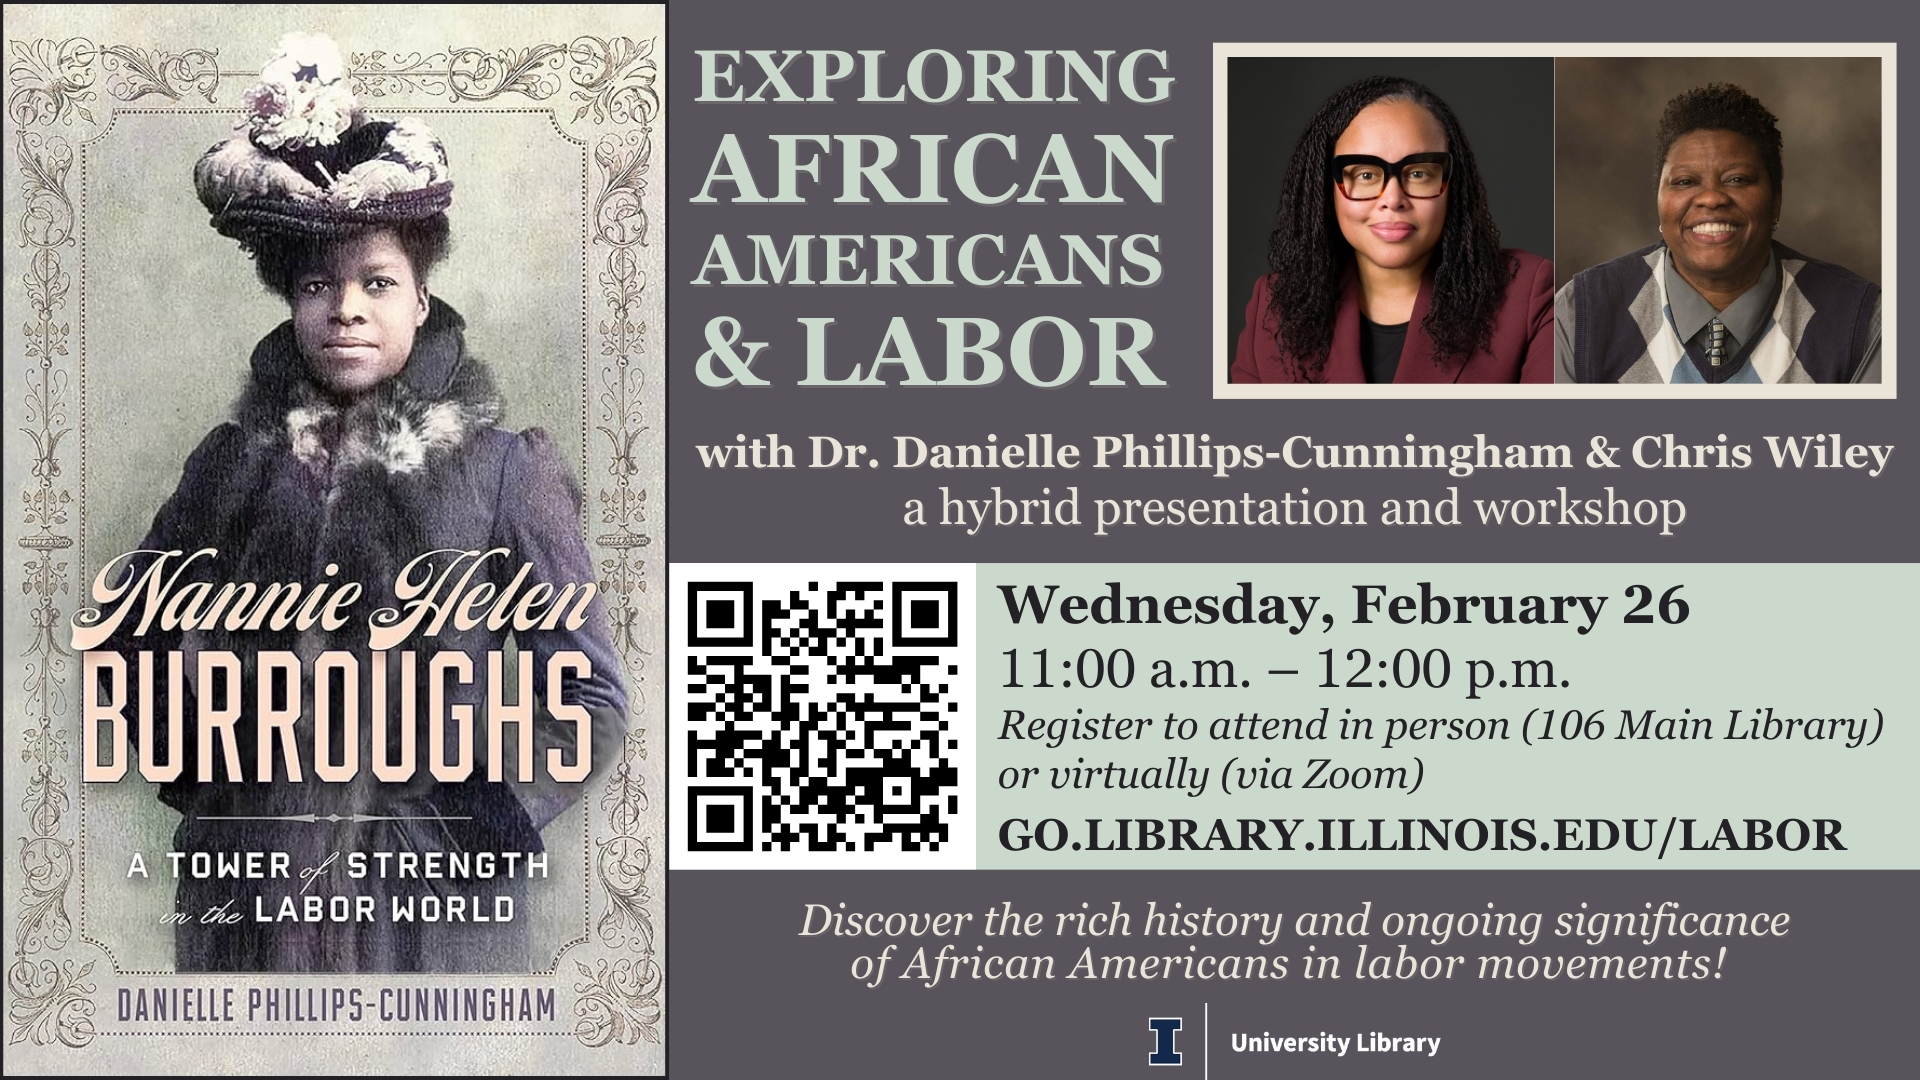 Nannie Helen
BURROUGHS
A TOWER of STRENGTH
in the LABOR WORLD
DANIELLE PHILLIPS-CUNNINGHAM
EXPLORING
AFRICAN
AMERICANS
& LABOR
with Dr. Danielle Phillips-Cunningham & Chris Wiley
a hybrid presentation and workshop
Wednesday, February 26
11:00 a.m. – 12:00 p.m.
Register to attend in person (106 Main Library)
or virtually (via Zoom)
GO.LIBRARY.ILLINOIS.EDU/LABOR
Discover the rich history and ongoing significance
of African Americans in labor movements!
I University Library